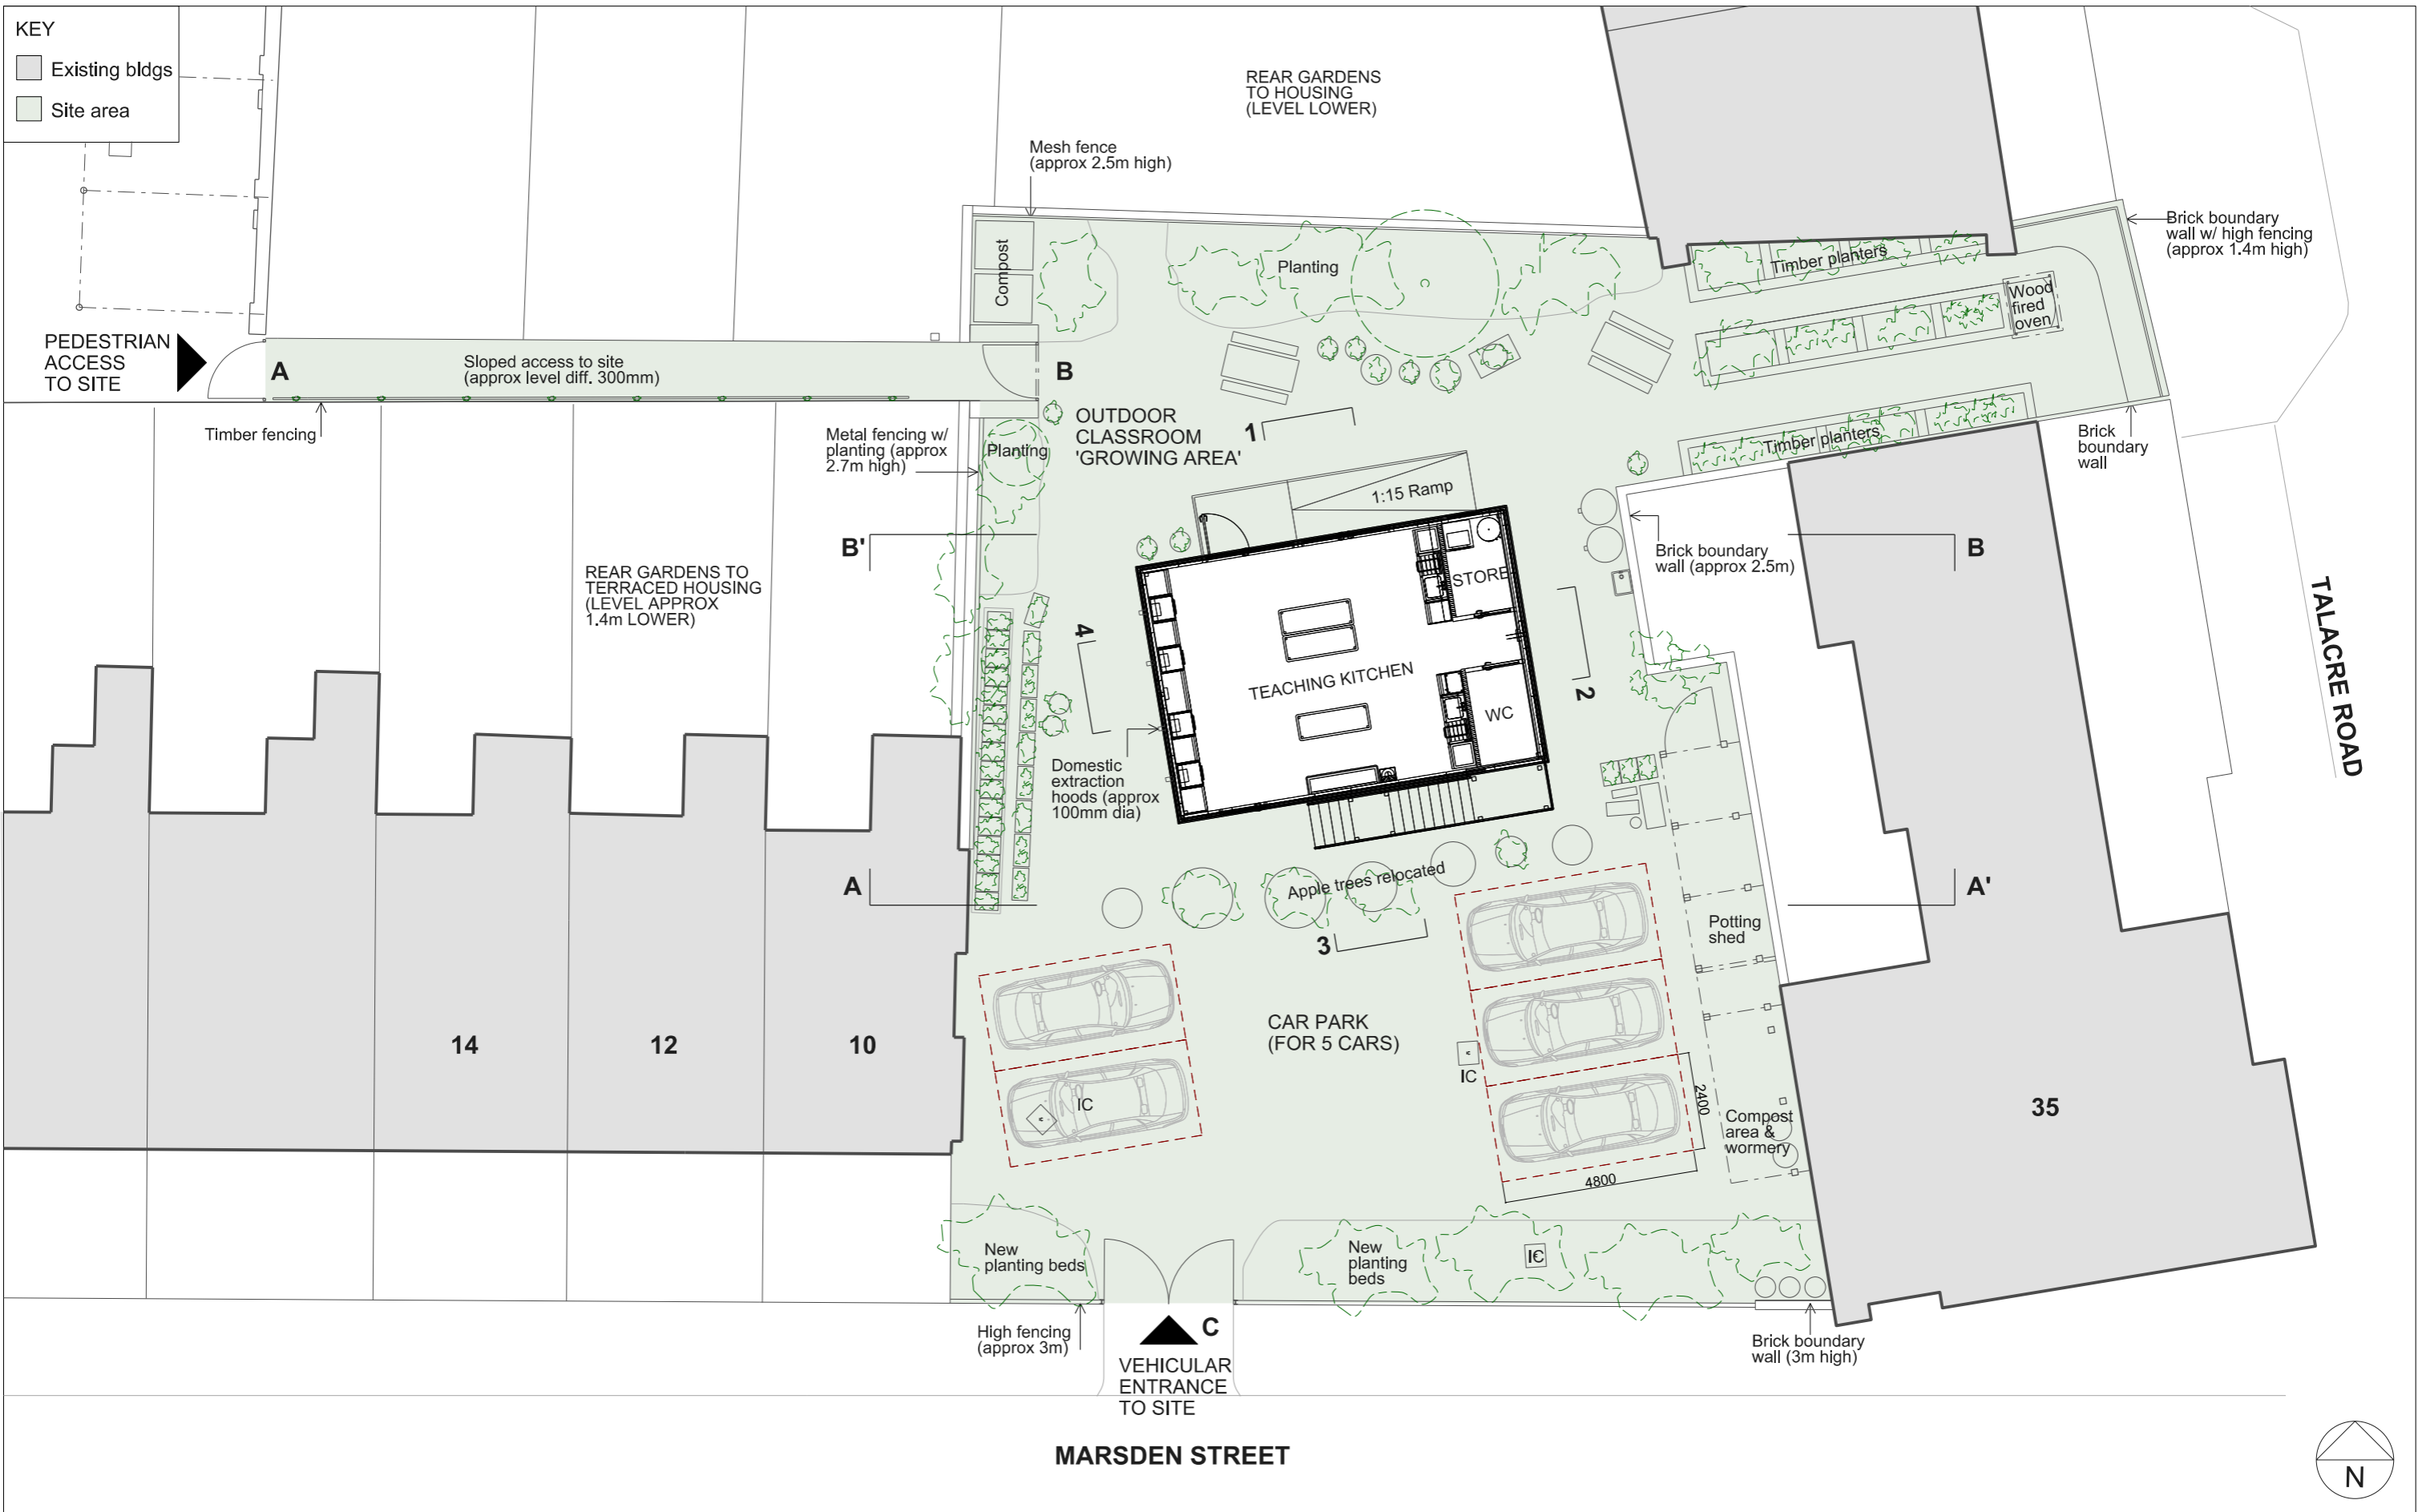 KEY
Existing bldgs
Site area
REAR GARDENS
TO HOUSING
(LEVEL LOWER)
Mesh fence
(approx 2.5m high)
Brick boundary
wall w/ high fencing
(approx 1.4m high)
Compost
Planting
Timber planters
Wood
fired
oven
PEDESTRIAN
ACCESS
TO SITE
A
Sloped access to site
(approx level diff. 300mm)
B
Timber fencing
Metal fencing w/
planting (approx
2.7m high)
Planting
OUTDOOR
CLASSROOM
'GROWING AREA'
1
Timber planters
Brick
boundary
wall
1:15 Ramp
B'
Brick boundary
wall (approx 2.5m)
B
REAR GARDENS TO
TERRACED HOUSING
(LEVEL APPROX
1.4m LOWER)
STORE
4
TEACHING KITCHEN
2
WC
TALACRE ROAD
Domestic
extraction
hoods (approx
100mm dia)
A
Apple trees relocated
A'
3
Potting
shed
14
12
10
CAR PARK
(FOR 5 CARS)
IC
IC
2400
4800
Compost
area &
wormery
35
New
planting beds
New
planting
beds
IC
High fencing
(approx 3m)
C
VEHICULAR
ENTRANCE
TO SITE
Brick boundary
wall (3m high)
MARSDEN STREET
N